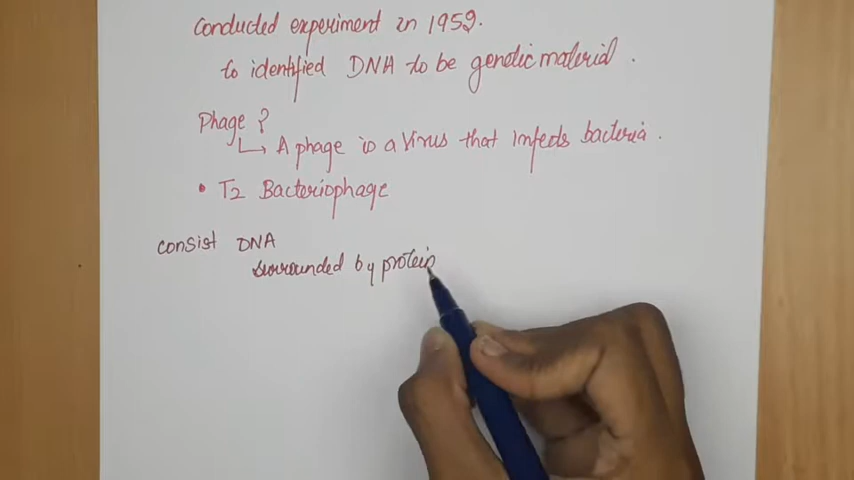 Conducted experiment in 1952.
to identified DNA to be genetic material.
Phage ?
A phage is a Virus that infects bacteria.
• T2 Bacteriophage
consist DNA
surrounded by protein